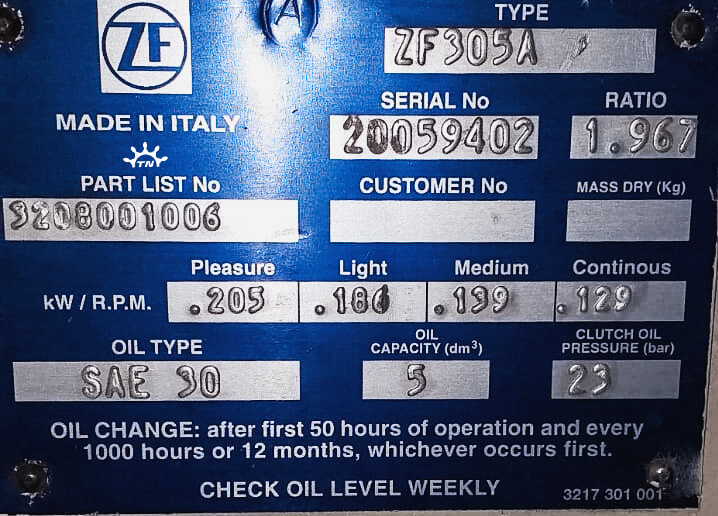 ZF
A
TYPE
ZF305A
SERIAL No
RATIO
MADE IN ITALY
20059402
1.967
TN
PART LIST No
CUSTOMER No
MASS DRY (Kg)
3208001006
Pleasure
Light
Medium
Continous
kW / R.P.M.
.205
.186
.139
.129
OIL TYPE
OIL
CAPACITY (dm³)
CLUTCH OIL
PRESSURE (bar)
SAE 30
5
23
OIL CHANGE: after first 50 hours of operation and every
1000 hours or 12 months, whichever occurs first.
CHECK OIL LEVEL WEEKLY
3217 301 001